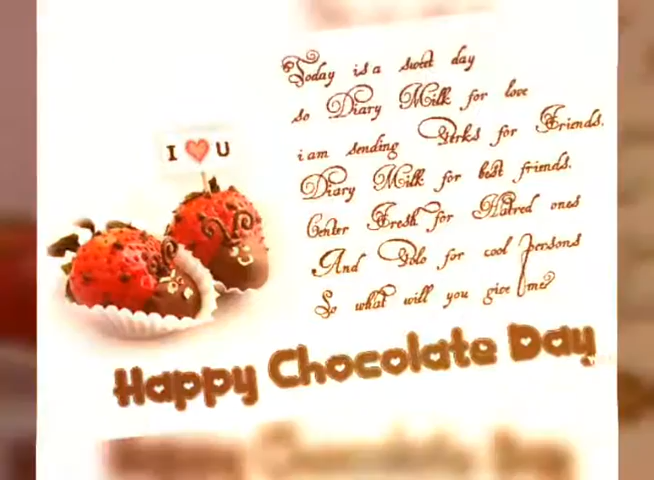 I ❤ U
Today is a sweet day
so Diary Milk for love
i am sending Perks for Friends.
Diary Milk for best friends.
Center Fresh for Hatred ones
And Polo for cool persons
So what will you give me?
Happy Chocolate Day